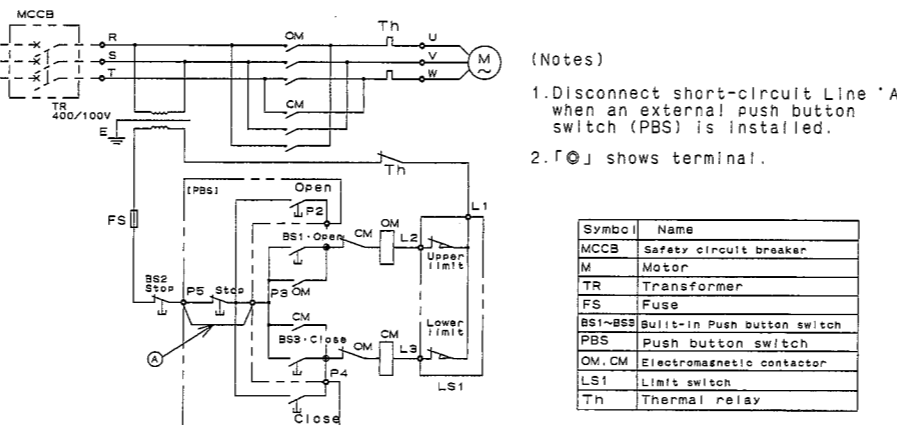 MCCB
R
S
T
OM
Th
U
V
W
M
TR
400/100V
E
CM
Th
(Notes)
1.Disconnect short-circuit Line 'A
when an external push button
switch (PBS) is installed.
2.「◎」 shows terminal.
[PBS]
Open
P2
L1
FS
BS1·Open
CM
OM
L2
Upper
limit
BS2
Stop
P5
Stop
P3
OM
CM
Lower
limit
BS3·Close
OM
CM
L3
A
P4
LS1
Close
Symbol Name
MCCB Safety circuit breaker
M Motor
TR Transformer
FS Fuse
BS1~BS3 Built-in Push button switch
PBS Push button switch
OM, CM Electromagnetic contactor
LS1 Limit switch
Th Thermal relay